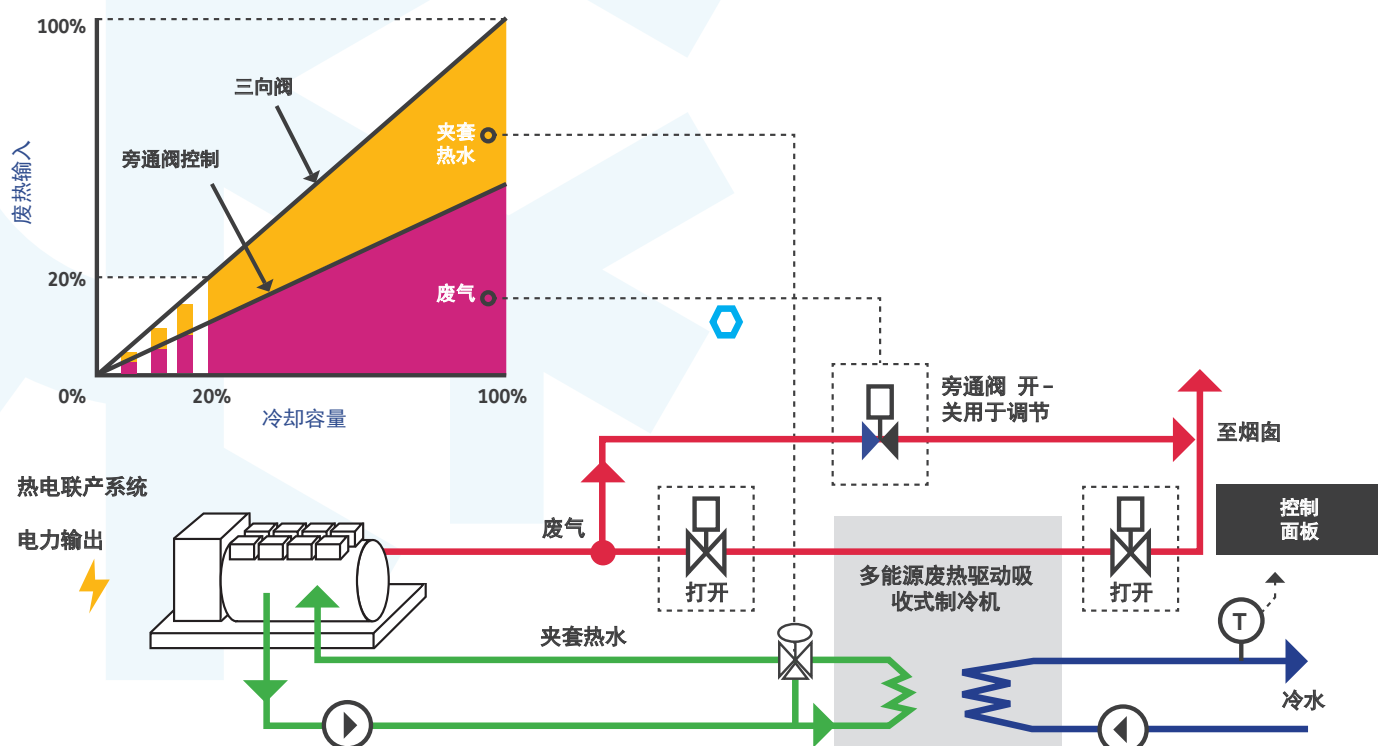 100%
三向阀
夹套
热水
旁通阀控制
废热输入
20%
废气
0%
20%
100%
冷却容量
旁通阀 开–
关用于调节
至烟囱
热电联产系统
控制
面板
废气
电力输出
多能源废热驱动吸
收式制冷机
打开
打开
T
夹套热水
冷水